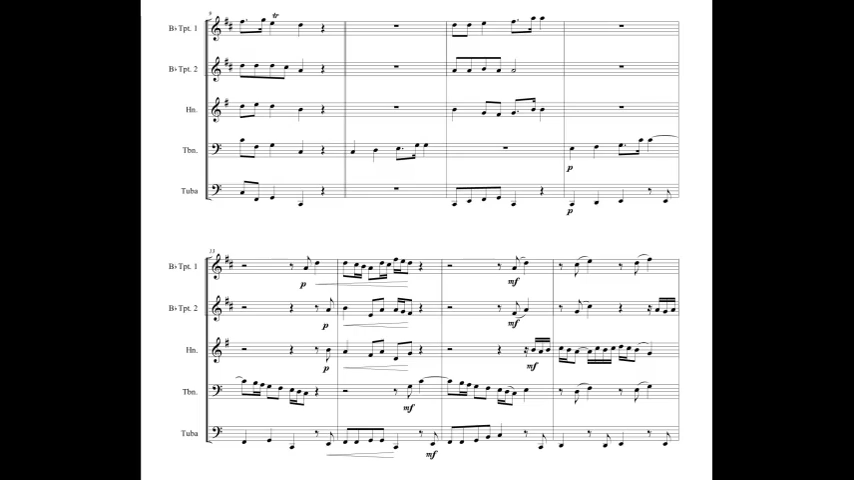 9
B♭ Tpt. 1
B♭ Tpt. 2
Hn.
Tbn.
p
Tuba
p
13
B♭ Tpt. 1
p
mf
B♭ Tpt. 2
p
mf
Hn.
p
mf
Tbn.
mf
Tuba
mf